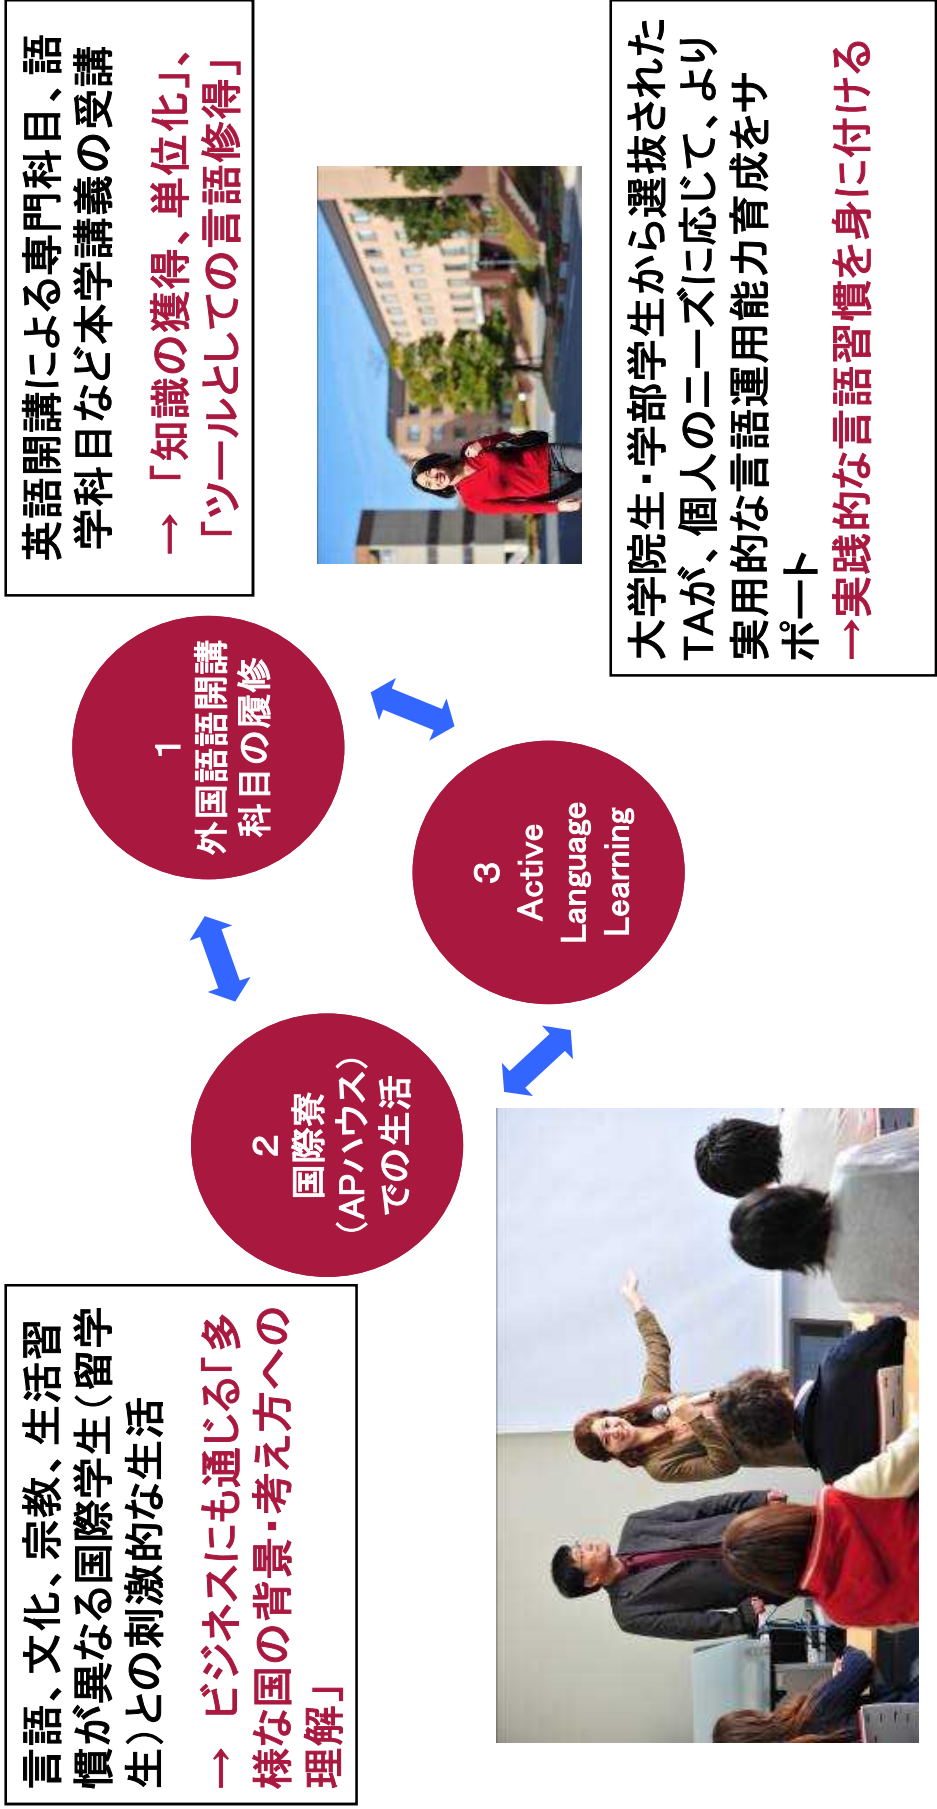 言語、文化、宗教、生活習
慣が異なる国際学生（留学
生）との刺激的な生活
→ ビジネスにも通じる「多
様な国の背景・考え方への
理解」
2
国際寮
（APハウス）
での生活
1
外国語語開講
科目の履修
3
Active
Language
Learning
英語開講による専門科目、語
学科目など本学講義の受講
→ 「知識の獲得、単位化」、
「ツールとしての言語修得」
大学院生・学部学生から選抜された
TAが、個人のニーズに応じて、より
実用的な言語運用能力育成をサ
ポート
→実践的な言語習慣を身に付ける